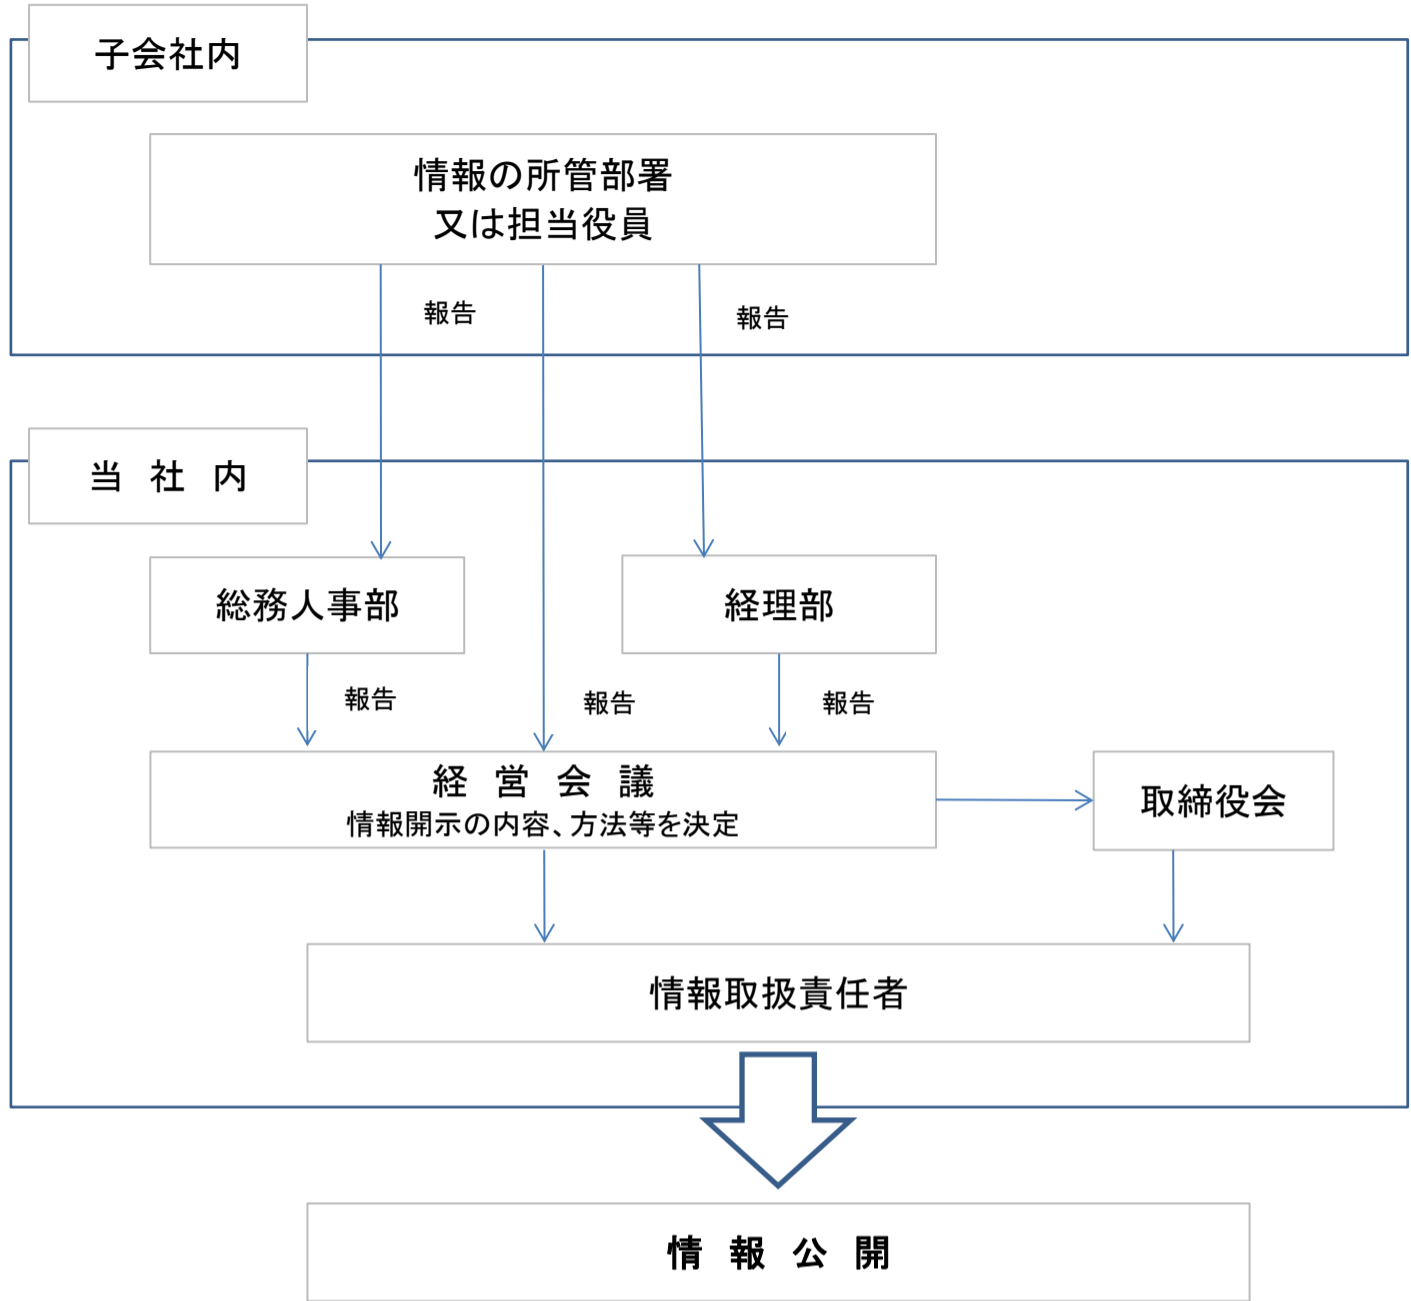 子会社内
情報の所管部署
又は担当役員
報告
報告
当　社　内
総務人事部
経理部
報告
報告
報告
経　営　会　議
情報開示の内容、方法等を決定
取締役会
情報取扱責任者
情　報　公　開